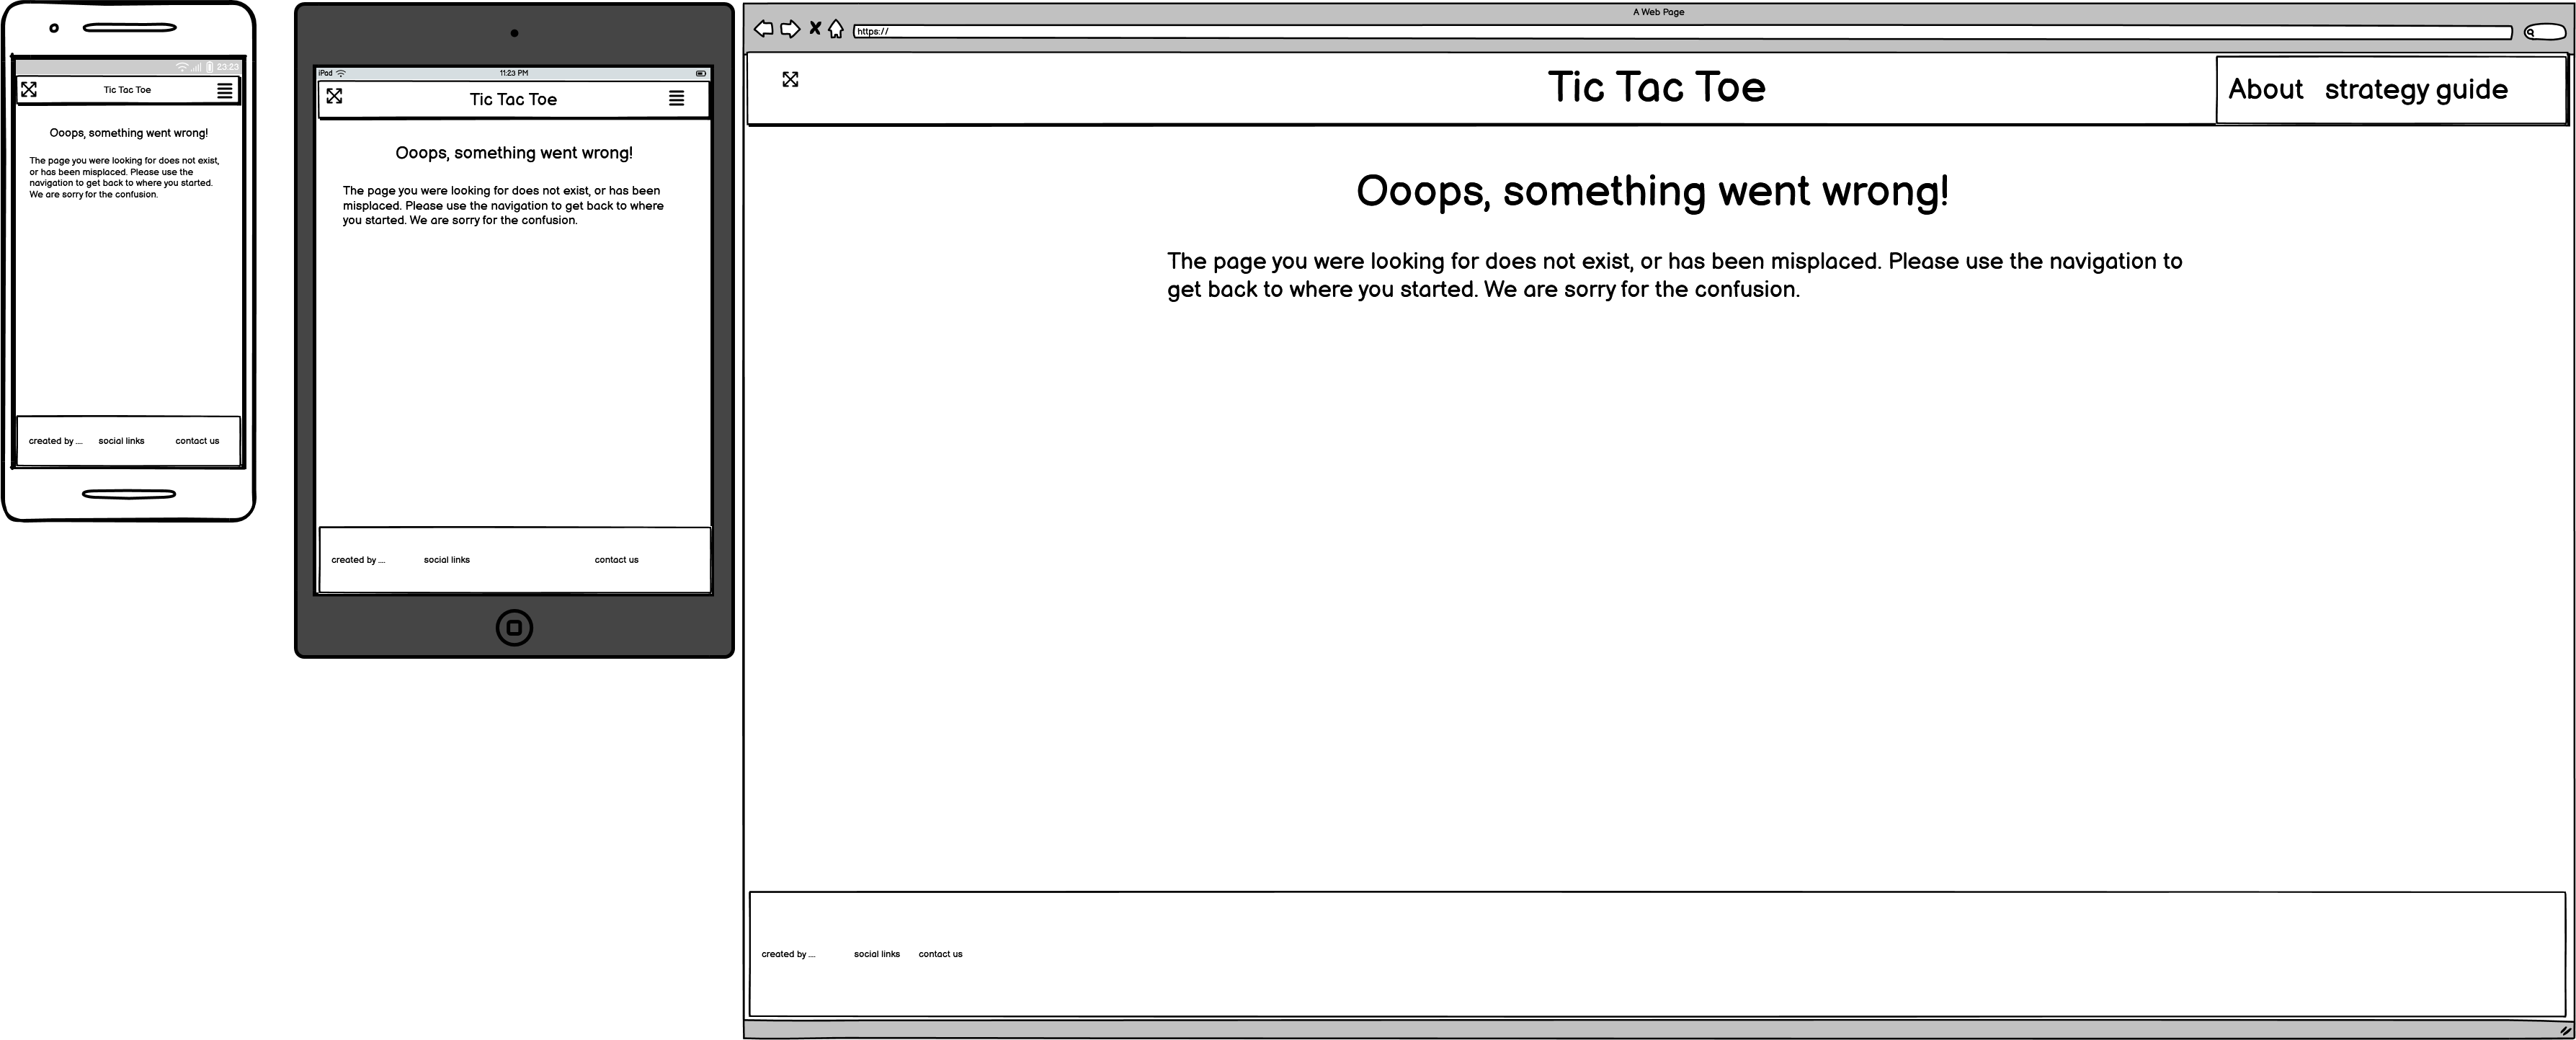 23:23
Tic Tac Toe
Ooops, something went wrong!
The page you were looking for does not exist,
or has been misplaced. Please use the
navigation to get back to where you started.
We are sorry for the confusion.
created by .... social links contact us
iPad 11:23 PM
Tic Tac Toe
Ooops, something went wrong!
The page you were looking for does not exist, or has been
misplaced. Please use the navigation to get back to where
you started. We are sorry for the confusion.
created by .... social links contact us
A Web Page
https://
Tic Tac Toe
About strategy guide
Ooops, something went wrong!
The page you were looking for does not exist, or has been misplaced. Please use the navigation to
get back to where you started. We are sorry for the confusion.
created by .... social links contact us